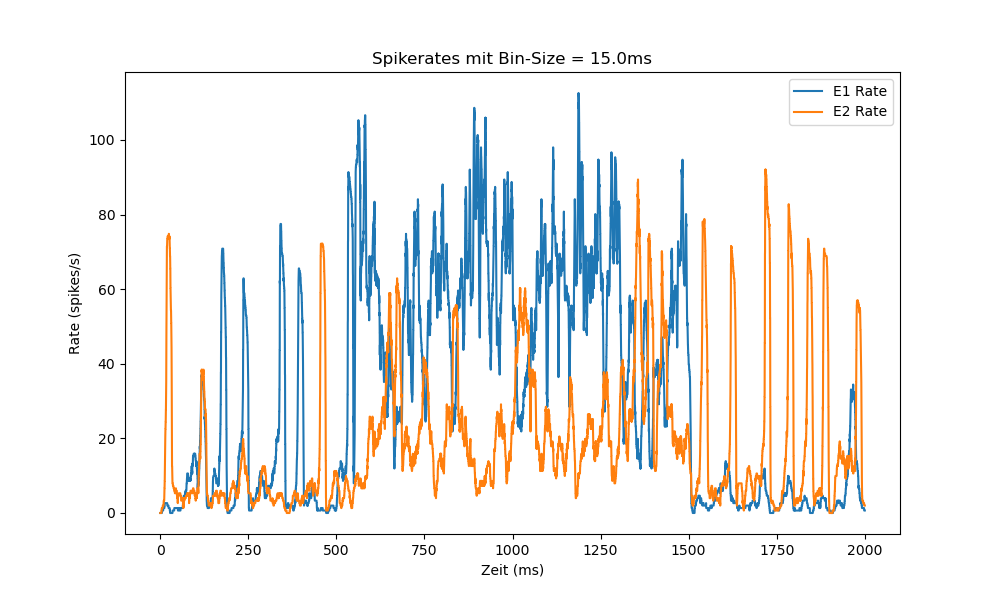 Spikerates mit Bin-Size = 15.0ms
E1 Rate
E2 Rate
Rate (spikes/s)
100
80
60
40
20
0
0 250 500 750 1000 1250 1500 1750 2000
Zeit (ms)